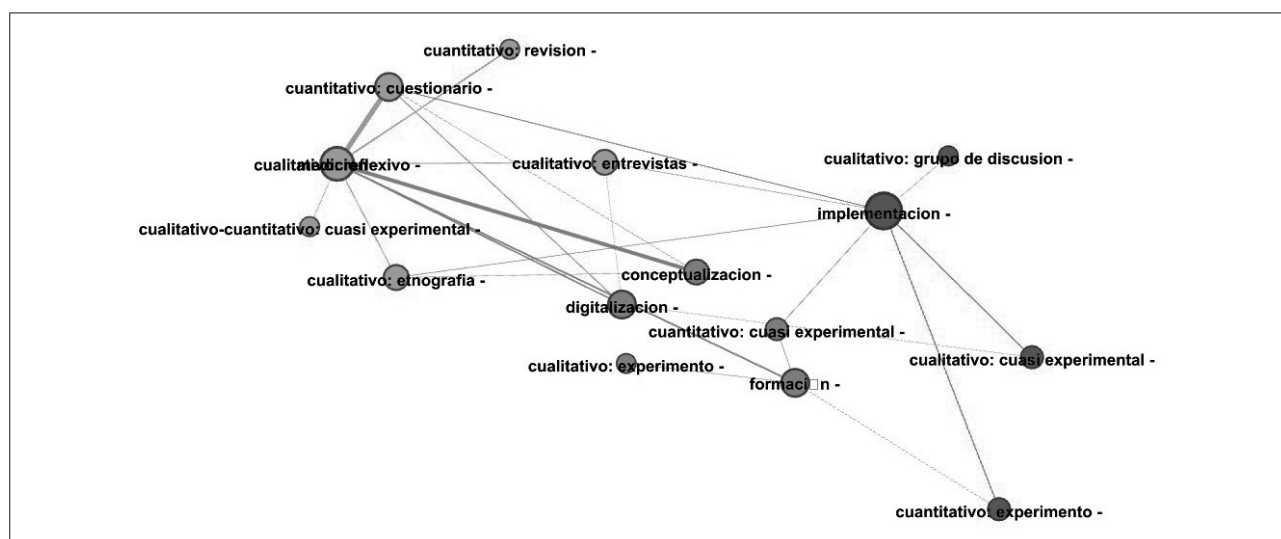 cuantitativo: revision -
cuantitativo: cuestionario -
cualitativo: entrevistas -
cualitativo: grupo de discusion -
implementacion -
cualitativo-cuantitativo: cuasi experimental -
conceptualizacion -
cualitativo: etnografia -
digitalizacion -
cuantitativo: cuasi experimental -
cualitativo: cuasi experimental -
cualitativo: experimento -
formaci□n -
cuantitativo: experimento -